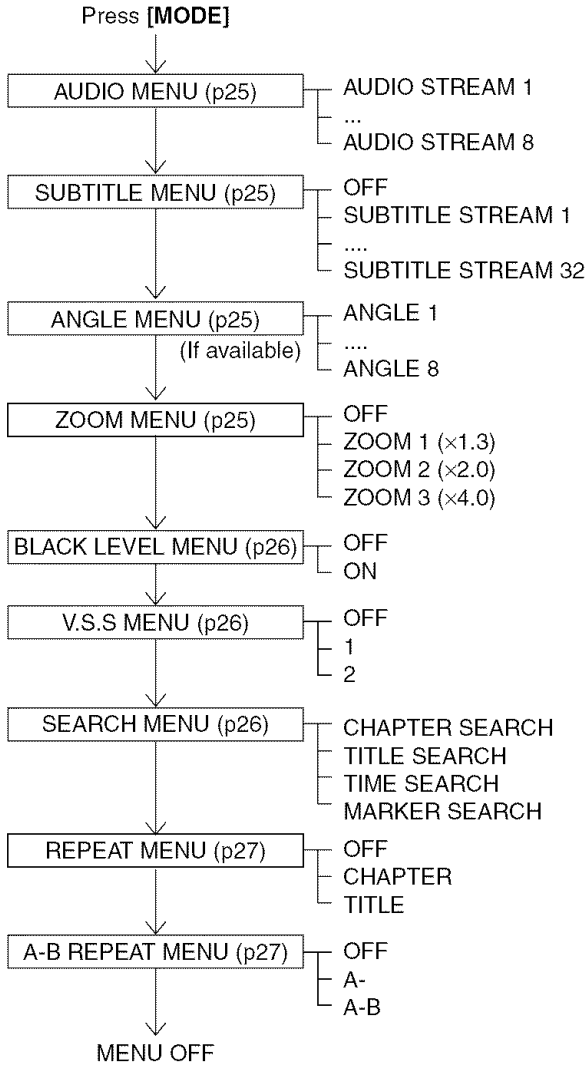 Press [MODE]
AUDIO MENU (p25)
AUDIO STREAM 1
...
AUDIO STREAM 8
SUBTITLE MENU (p25)
OFF
SUBTITLE STREAM 1
....
SUBTITLE STREAM 32
ANGLE MENU (p25)
(If available)
ANGLE 1
....
ANGLE 8
ZOOM MENU (p25)
OFF
ZOOM 1 (×1.3)
ZOOM 2 (×2.0)
ZOOM 3 (×4.0)
BLACK LEVEL MENU (p26)
OFF
ON
V.S.S MENU (p26)
OFF
1
2
SEARCH MENU (p26)
CHAPTER SEARCH
TITLE SEARCH
TIME SEARCH
MARKER SEARCH
REPEAT MENU (p27)
OFF
CHAPTER
TITLE
A-B REPEAT MENU (p27)
OFF
A-
A-B
MENU OFF